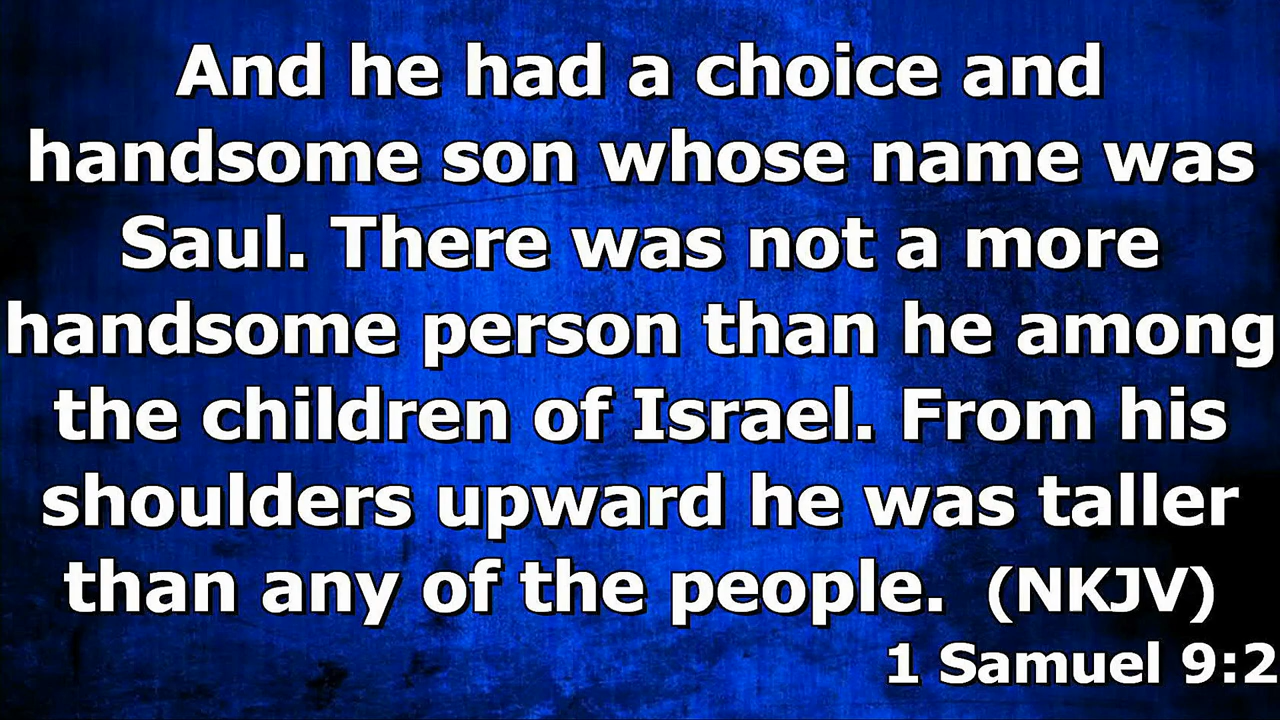 And he had a choice and
handsome son whose name was
Saul. There was not a more
handsome person than he among
the children of Israel. From his
shoulders upward he was taller
than any of the people. (NKJV)
1 Samuel 9:2